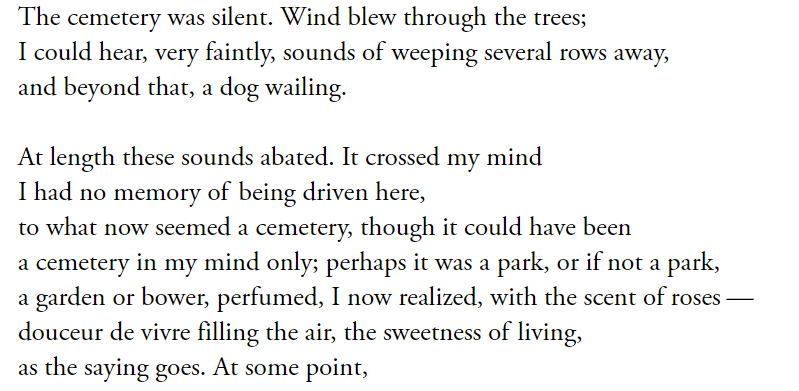 The cemetery was silent. Wind blew through the trees;
I could hear, very faintly, sounds of weeping several rows away,
and beyond that, a dog wailing.

At length these sounds abated. It crossed my mind
I had no memory of being driven here,
to what now seemed a cemetery, though it could have been
a cemetery in my mind only; perhaps it was a park, or if not a park,
a garden or bower, perfumed, I now realized, with the scent of roses —
douceur de vivre filling the air, the sweetness of living,
as the saying goes. At some point,